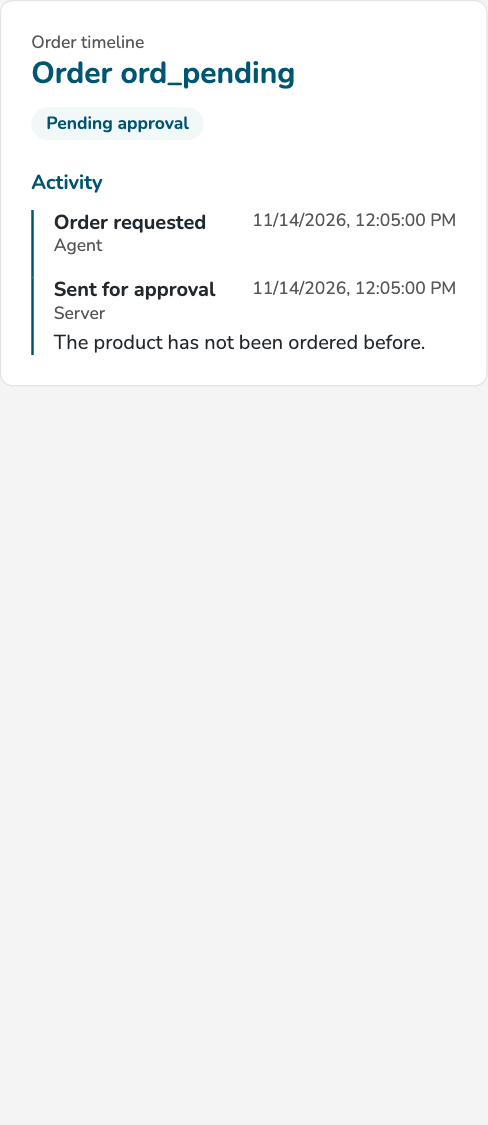 Order timeline
Order ord_pending
Pending approval
Activity
Order requested 11/14/2026, 12:05:00 PM
Agent
Sent for approval 11/14/2026, 12:05:00 PM
Server
The product has not been ordered before.